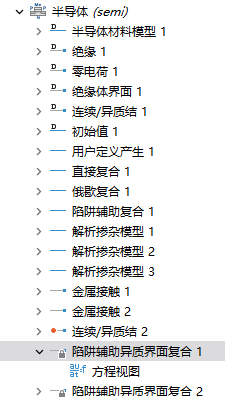 半导体 (semi)
半导体材料模型 1
绝缘 1
零电荷 1
绝缘体界面 1
连续/异质结 1
初始值 1
用户定义产生 1
直接复合 1
俄歇复合 1
陷阱辅助复合 1
解析掺杂模型 1
解析掺杂模型 2
解析掺杂模型 3
金属接触 1
金属接触 2
连续/异质结 2
陷阱辅助异质界面复合 1
方程视图
陷阱辅助异质界面复合 2